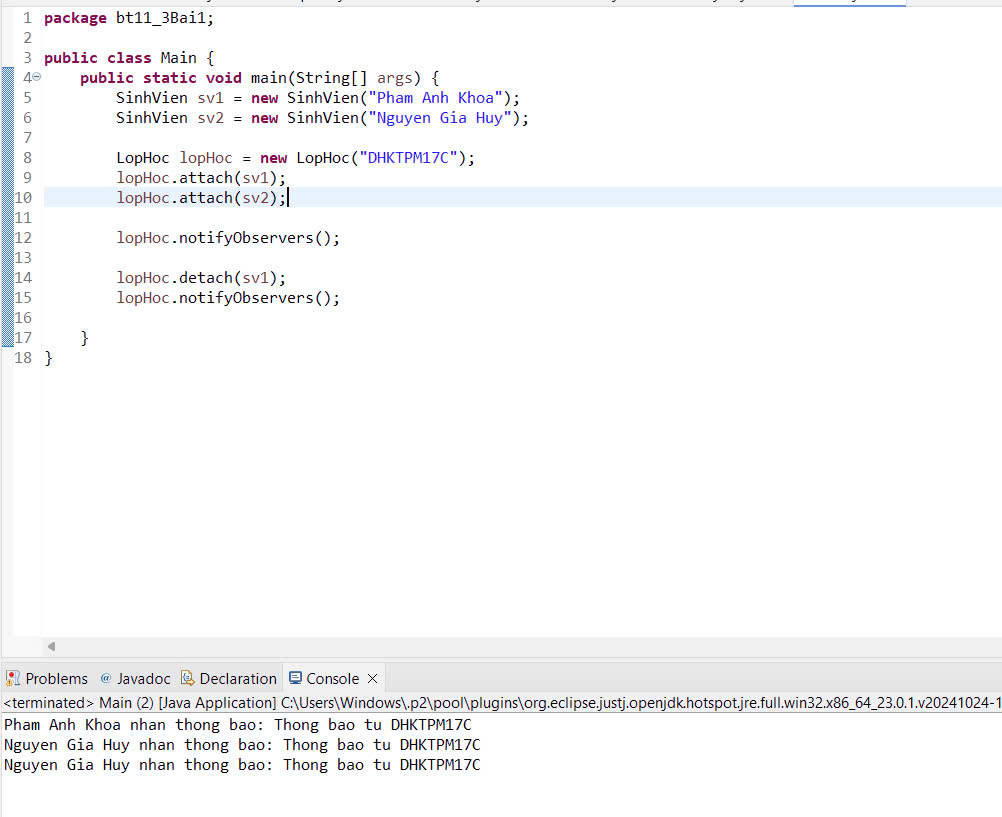 1 package bt11_3Bai1;
2
3 public class Main {
4 public static void main(String[] args) {
5 SinhVien sv1 = new SinhVien("Pham Anh Khoa");
6 SinhVien sv2 = new SinhVien("Nguyen Gia Huy");
7
8 LopHoc lopHoc = new LopHoc("DHKTPM17C");
9 lopHoc.attach(sv1);
10 lopHoc.attach(sv2);
11
12 lopHoc.notifyObservers();
13
14 lopHoc.detach(sv1);
15 lopHoc.notifyObservers();
16
17 }
18 }
Problems @ Javadoc Declaration Console
<terminated> Main (2) [Java Application] C:\Users\Windows\.p2\pool\plugins\org.eclipse.justj.openjdk.hotspot.jre.full.win32.x86_64_23.0.1.v20241024-1
Pham Anh Khoa nhan thong bao: Thong bao tu DHKTPM17C
Nguyen Gia Huy nhan thong bao: Thong bao tu DHKTPM17C
Nguyen Gia Huy nhan thong bao: Thong bao tu DHKTPM17C